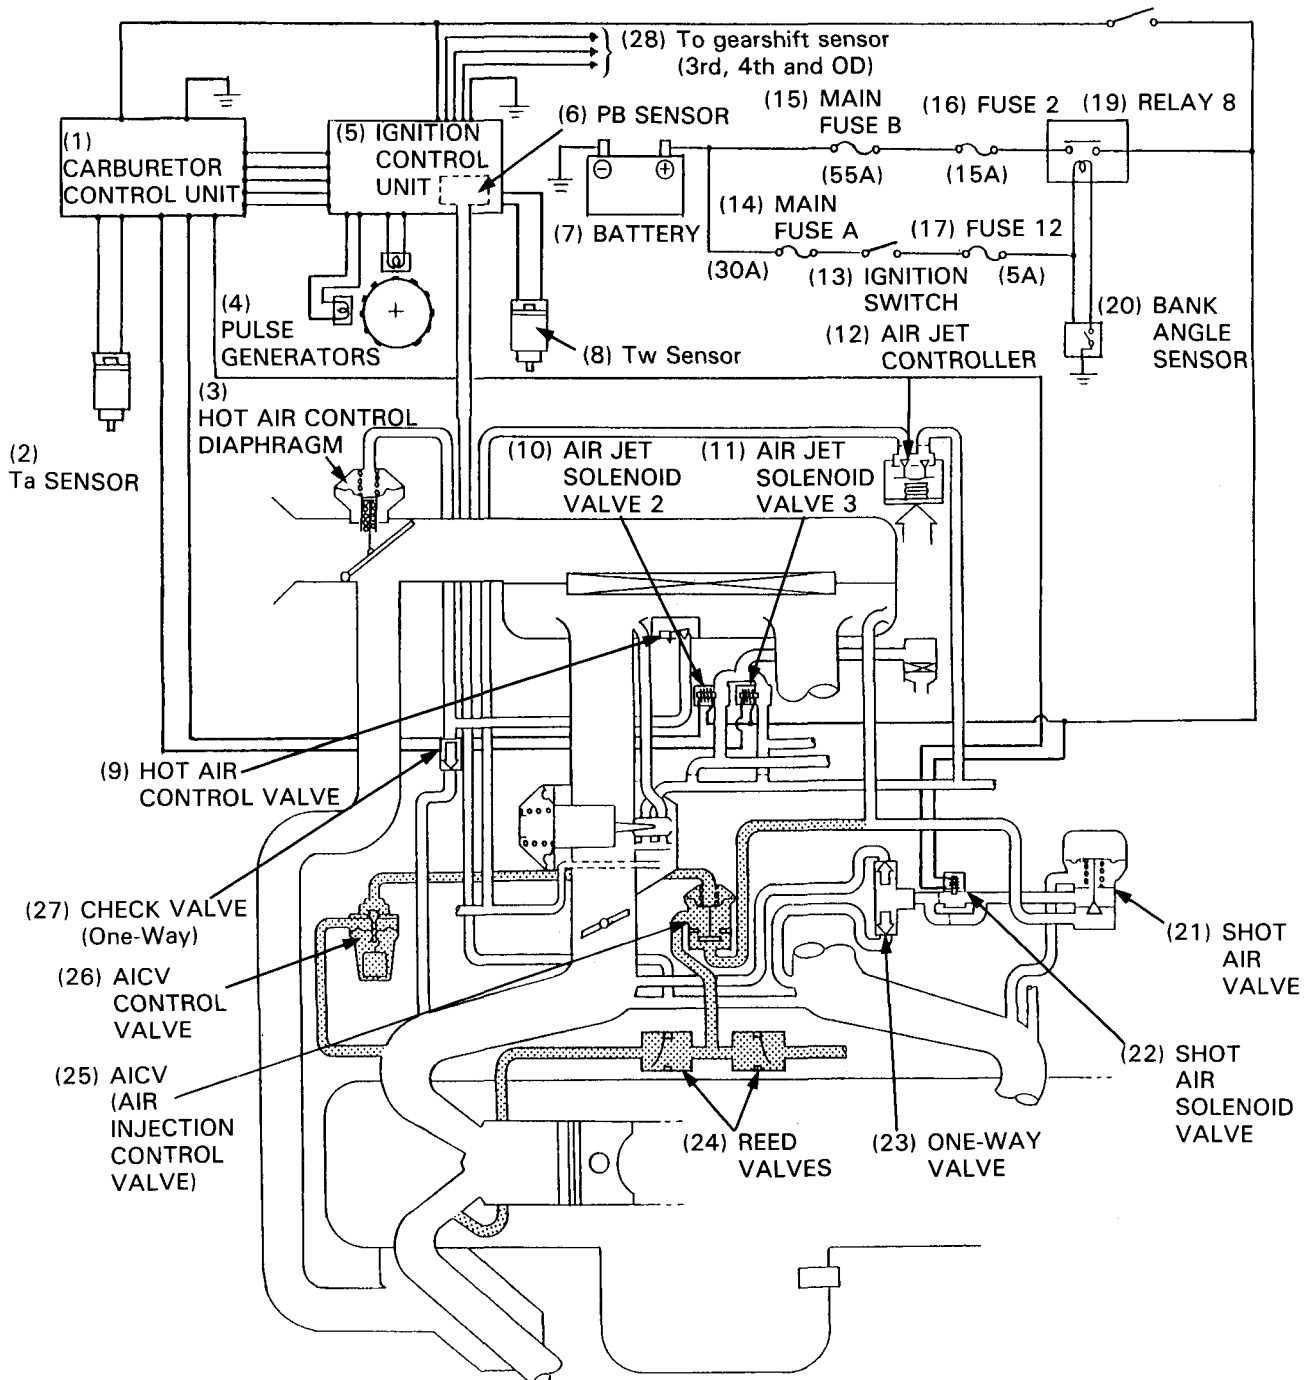 (28) To gearshift sensor
(3rd, 4th and OD)
(1)
CARBURETOR
CONTROL UNIT
(5) IGNITION
CONTROL
UNIT
(6) PB SENSOR
(15) MAIN
FUSE B
(55A)
(16) FUSE 2
(15A)
(19) RELAY 8
(7) BATTERY
(14) MAIN
FUSE A
(30A)
(13) IGNITION
SWITCH
(17) FUSE 12
(5A)
(20) BANK
ANGLE
SENSOR
(4)
PULSE
GENERATORS
(8) Tw Sensor
(12) AIR JET
CONTROLLER
(3)
HOT AIR CONTROL
DIAPHRAGM
(2)
Ta SENSOR
(10) AIR JET
SOLENOID
VALVE 2
(11) AIR JET
SOLENOID
VALVE 3
(9) HOT AIR
CONTROL VALVE
(27) CHECK VALVE
(One-Way)
(26) AICV
CONTROL
VALVE
(25) AICV
(AIR
INJECTION
CONTROL
VALVE)
(21) SHOT
AIR
VALVE
(22) SHOT
AIR
SOLENOID
VALVE
(24) REED
VALVES
(23) ONE-WAY
VALVE